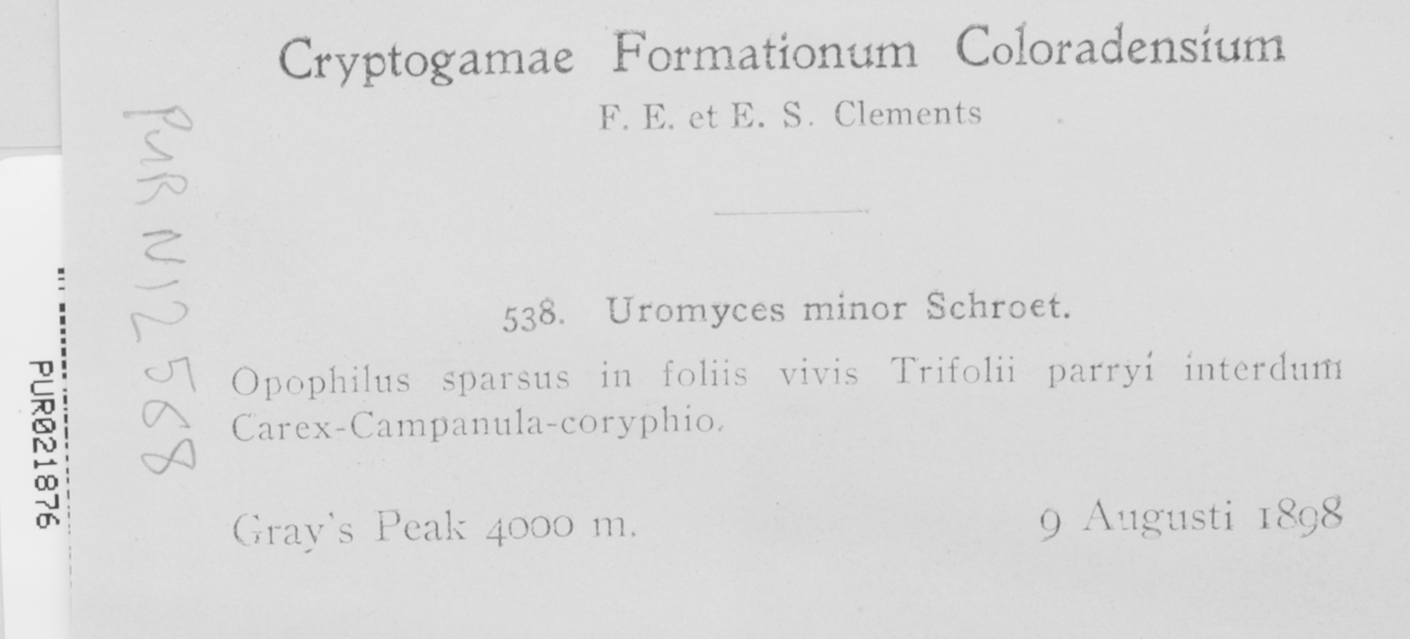 Cryptogamae Formationum Coloradensium
F. E. et E. S. Clements
538. Uromyces minor Schroet.
Opophilus sparsus in foliis vivis Trifolii parryi interdum
Carex-Campanula-coryphio.
Gray's Peak 4000 m.
9 Augusti 1898
PUR N12568
PUR021876